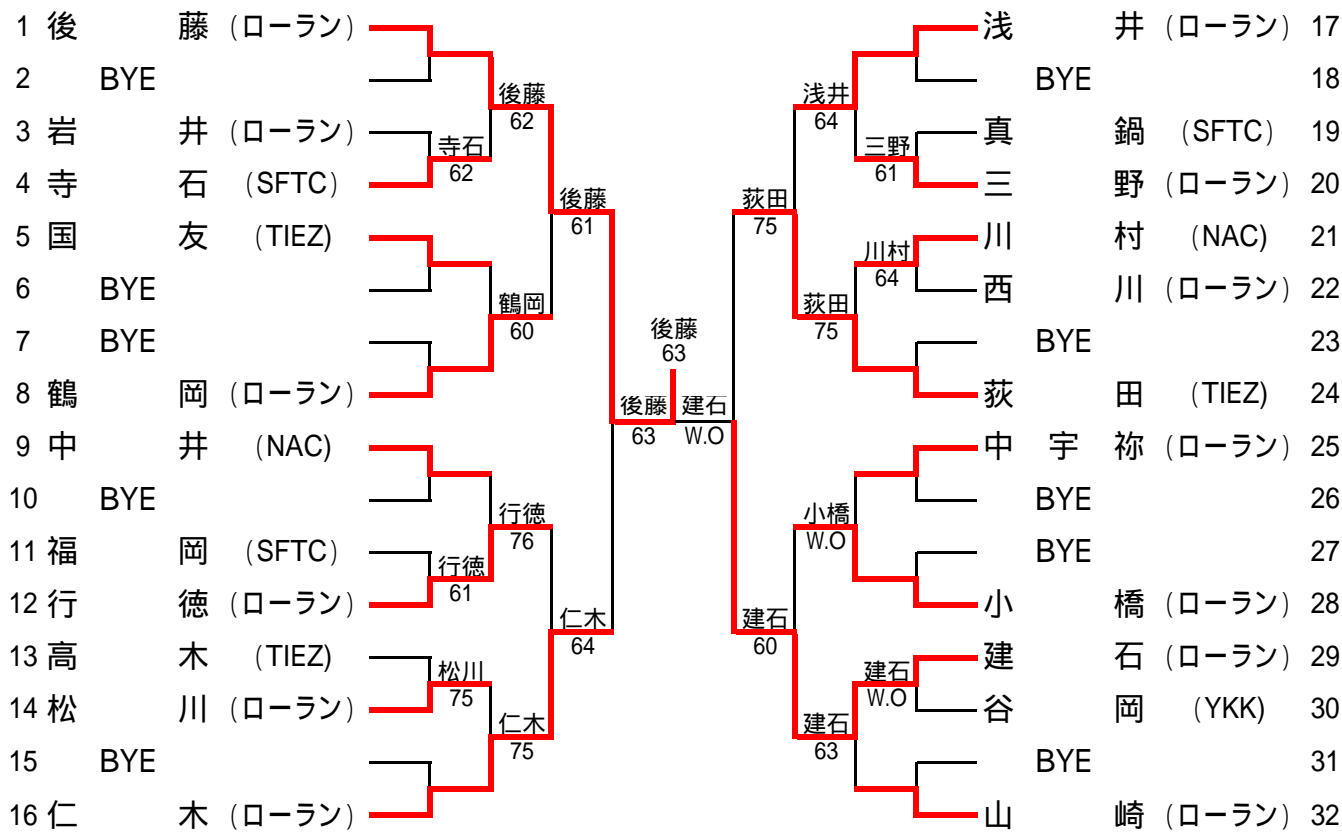 1 後 藤 (ローラン)
2 BYE
3 岩 井 (ローラン)
4 寺 石 (SFTC)
5 国 友 (TIEZ)
6 BYE
7 BYE
8 鶴 岡 (ローラン)
9 中 井 (NAC)
10 BYE
11 福 岡 (SFTC)
12 行 徳 (ローラン)
13 高 木 (TIEZ)
14 松 川 (ローラン)
15 BYE
16 仁 木 (ローラン)
寺石
62
行徳
61
松川
75
後藤
62
鶴岡
60
行徳
76
仁木
75
後藤
61
仁木
64
後藤
63
後藤
63
建石
W.O
荻田
75
建石
60
浅井
64
荻田
75
小橋
W.O
建石
63
三野
61
川村
64
建石
W.O
浅 井 (ローラン) 17
BYE 18
真 鍋 (SFTC) 19
三 野 (ローラン) 20
川 村 (NAC) 21
西 川 (ローラン) 22
BYE 23
荻 田 (TIEZ) 24
中 宇 祢 (ローラン) 25
BYE 26
BYE 27
小 橋 (ローラン) 28
建 石 (ローラン) 29
谷 岡 (YKK) 30
BYE 31
山 崎 (ローラン) 32